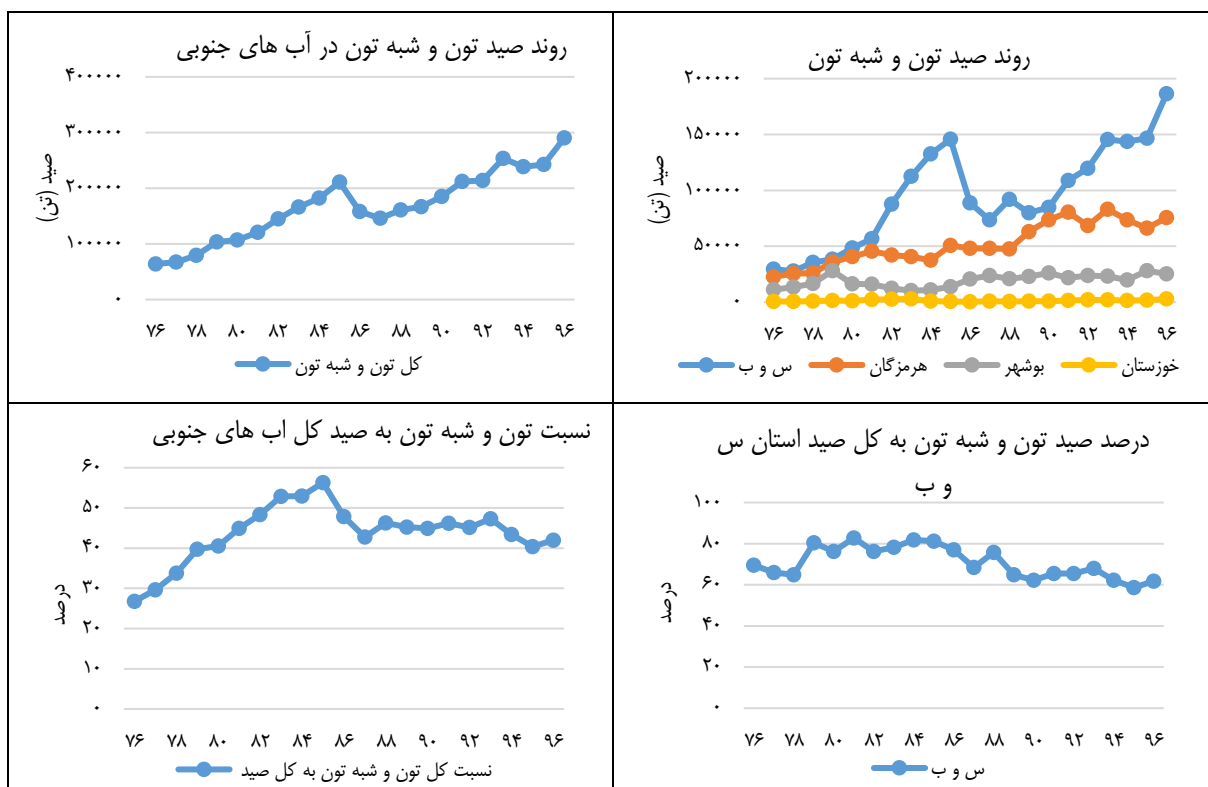 روند صید تون و شبه تون
۲۰۰۰۰۰
۱۵۰۰۰۰
۱۰۰۰۰۰
۵۰۰۰۰
۰
صید (تن)
۷۶ ۷۸ ۸۰ ۸۲ ۸۴ ۸۶ ۸۸ ۹۰ ۹۲ ۹۴ ۹۶
س و ب هرمزگان بوشهر خوزستان
روند صید تون و شبه تون در آب های جنوبی
۴۰۰۰۰۰
۳۰۰۰۰۰
۲۰۰۰۰۰
۱۰۰۰۰۰
۰
صید (تن)
۷۶ ۷۸ ۸۰ ۸۲ ۸۴ ۸۶ ۸۸ ۹۰ ۹۲ ۹۴ ۹۶
کل تون و شبه تون
درصد صید تون و شبه تون به کل صید استان س
و ب
۱۰۰
۸۰
۶۰
۴۰
۲۰
۰
درصد
۷۶ ۷۸ ۸۰ ۸۲ ۸۴ ۸۶ ۸۸ ۹۰ ۹۲ ۹۴ ۹۶
س و ب
نسبت تون و شبه تون به صید کل اب های جنوبی
۶۰
۵۰
۴۰
۳۰
۲۰
۱۰
۰
درصد
۷۶ ۷۸ ۸۰ ۸۲ ۸۴ ۸۶ ۸۸ ۹۰ ۹۲ ۹۴ ۹۶
نسبت کل تون و شبه تون به کل صید